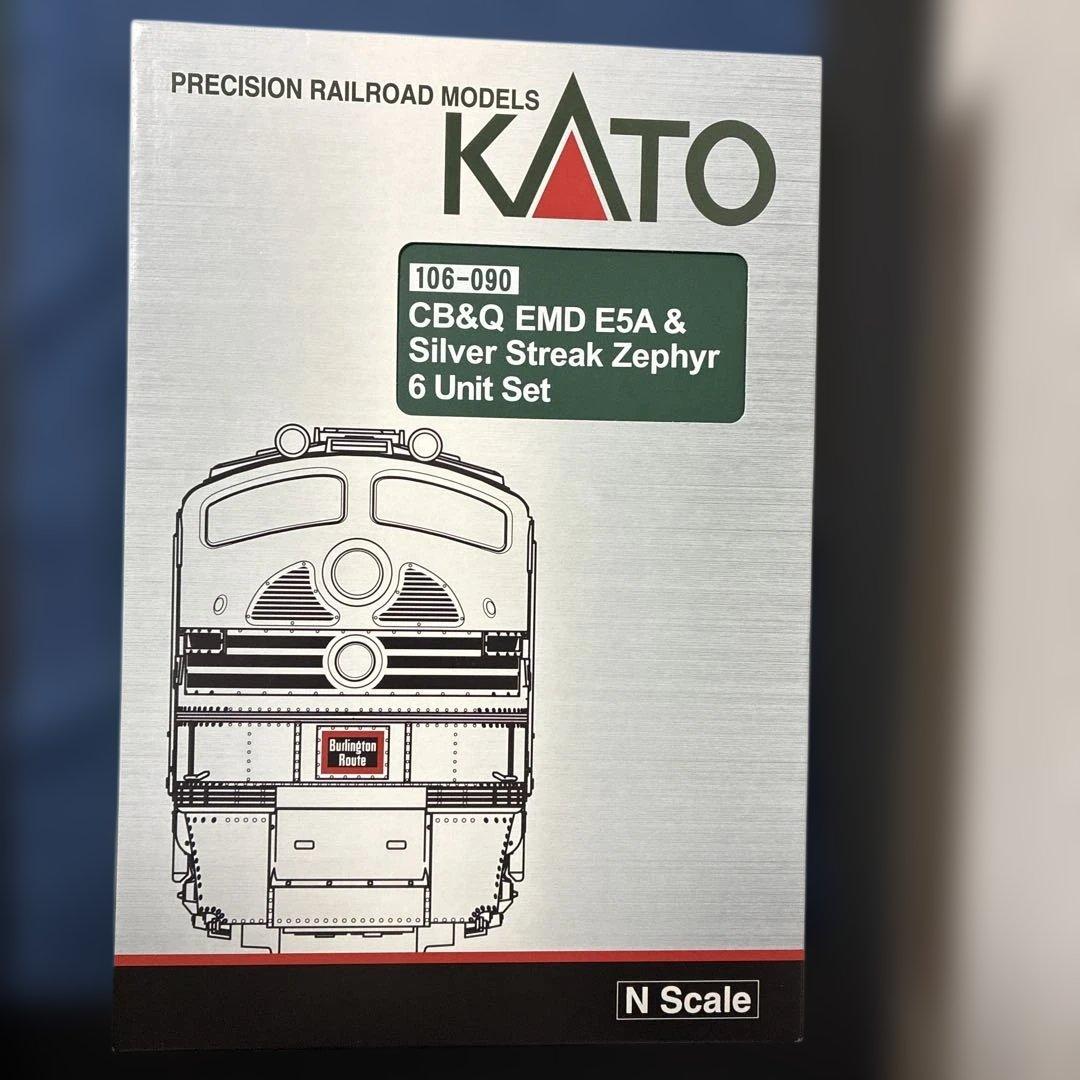 PRECISION RAILROAD MODELS
KATO
106-090
CB&Q EMD E5A &
Silver Streak Zephyr
6 Unit Set
Burlington
Route
N Scale